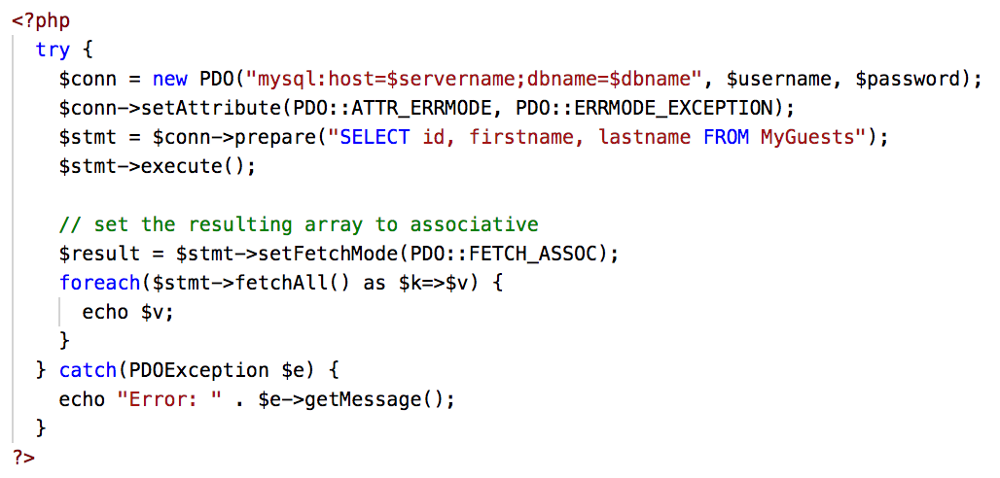 <?php
try {
$conn = new PDO("mysql:host=$servername;dbname=$dbname", $username, $password);
$conn->setAttribute(PDO::ATTR_ERRMODE, PDO::ERRMODE_EXCEPTION);
$stmt = $conn->prepare("SELECT id, firstname, lastname FROM MyGuests");
$stmt->execute();
// set the resulting array to associative
$result = $stmt->setFetchMode(PDO::FETCH_ASSOC);
foreach($stmt->fetchAll() as $k=>$v) {
echo $v;
}
} catch(PDOException $e) {
echo "Error: " . $e->getMessage();
}
?>